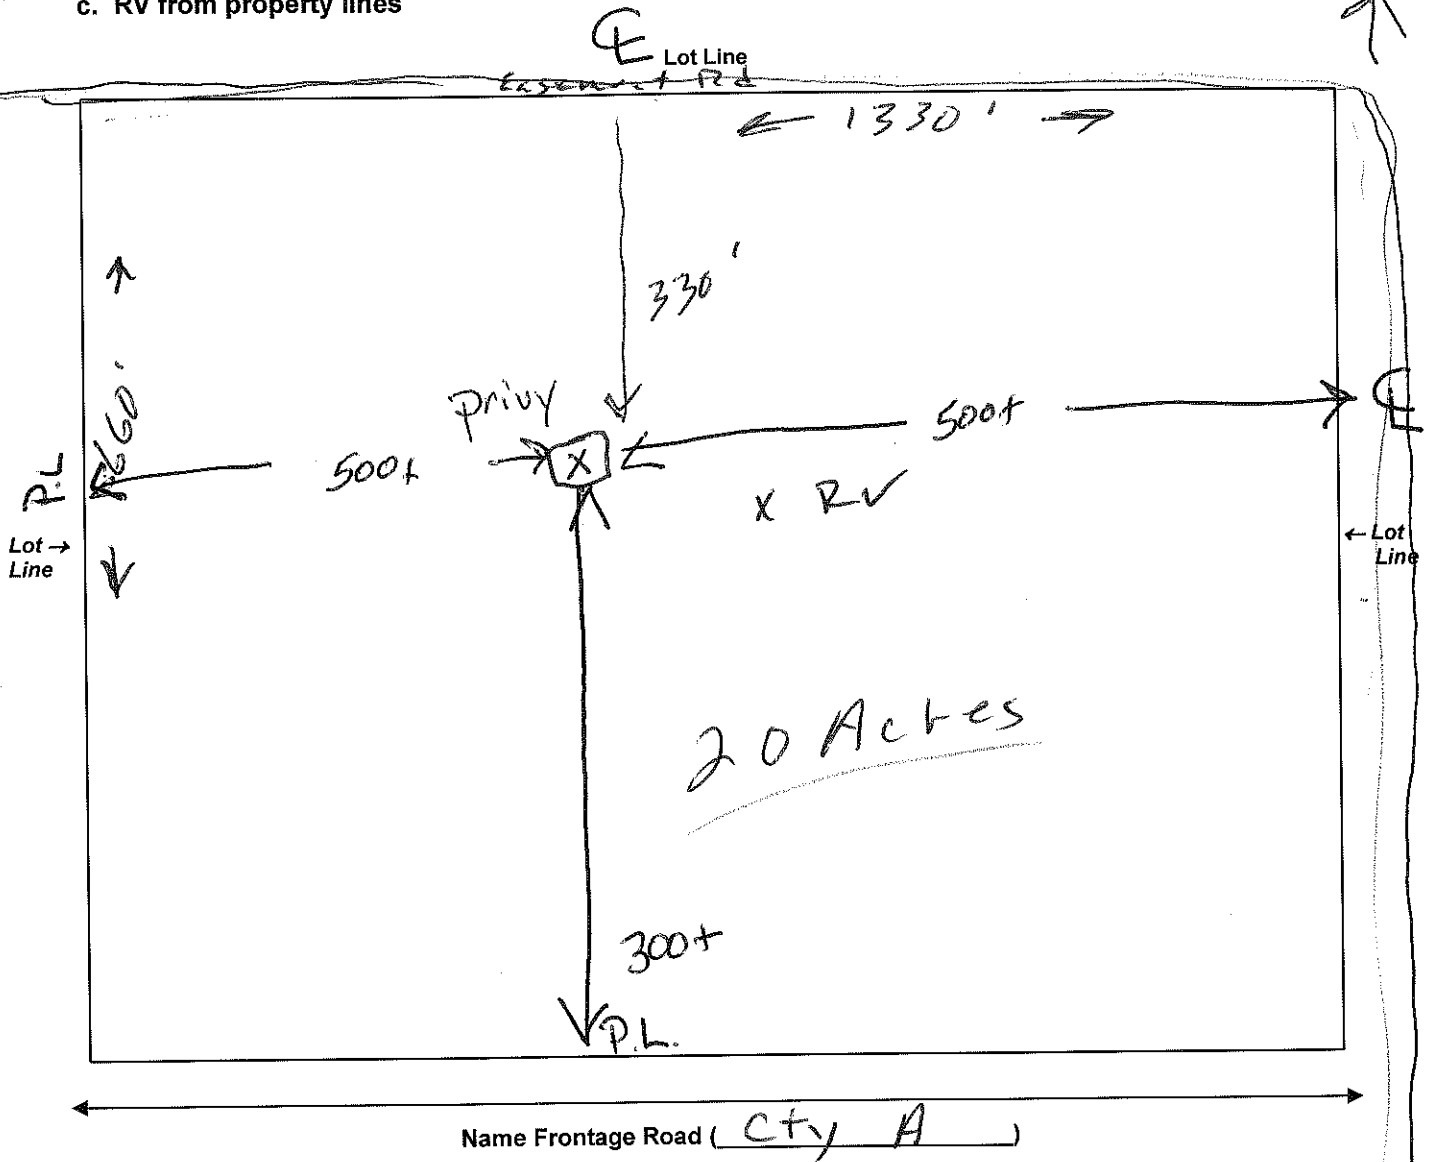 c. RV from property lines
℄
Lot Line
Easement Rd
← 1330' →
330'
660'
privy
500+
℄
P.L
500+
X
X RV
Lot →
Line
← Lot
Line
20 Acres
300+
P.L.
Name Frontage Road ( Cty A )